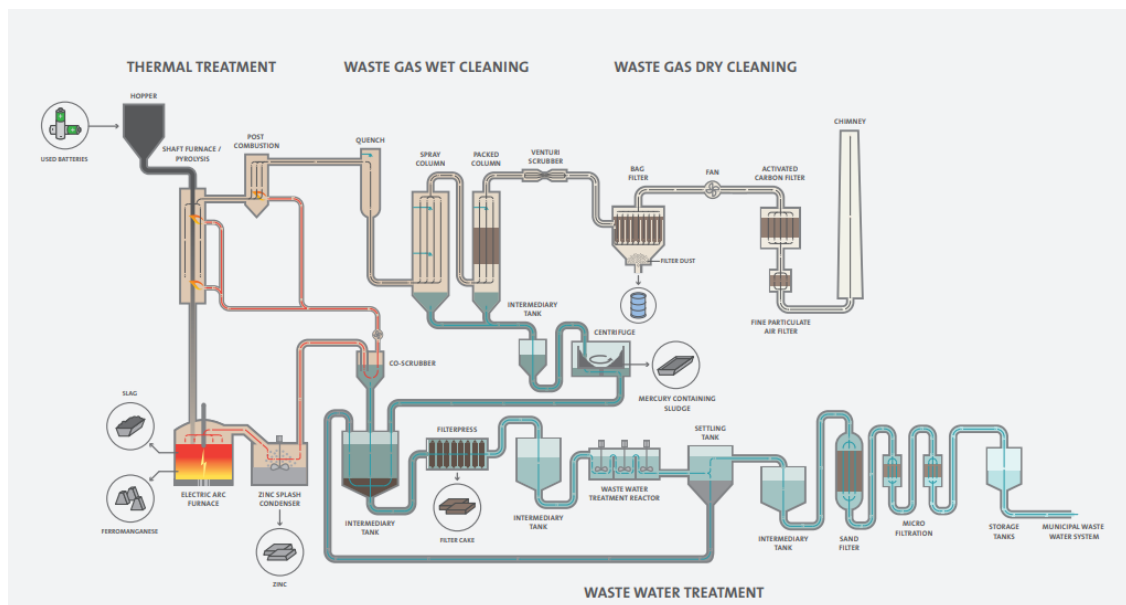 THERMAL TREATMENT
WASTE GAS WET CLEANING
WASTE GAS DRY CLEANING
HOPPER
USED BATTERIES
SHAFT FURNACE /
PYROLYSIS
POST
COMBUSTION
QUENCH
SPRAY
COLUMN
PACKED
COLUMN
VENTURI
SCRUBBER
BAG
FILTER
FAN
ACTIVATED
CARBON FILTER
CHIMNEY
FILTER DUST
INTERMEDIARY
TANK
CENTRIFUGE
FINE PARTICULATE
AIR FILTER
CO-SCRUBBER
MERCURY CONTAINING
SLUDGE
SLAG
FERROMANGANESE
ELECTRIC ARC
FURNACE
ZINC SPLASH
CONDENSER
ZINC
INTERMEDIARY
TANK
FILTERPRESS
FILTER CAKE
INTERMEDIARY
TANK
WASTE WATER
TREATMENT REACTOR
SETTLING
TANK
INTERMEDIARY
TANK
SAND
FILTER
MICRO
FILTRATION
STORAGE
TANKS
MUNICIPAL WASTE
WATER SYSTEM
WASTE WATER TREATMENT